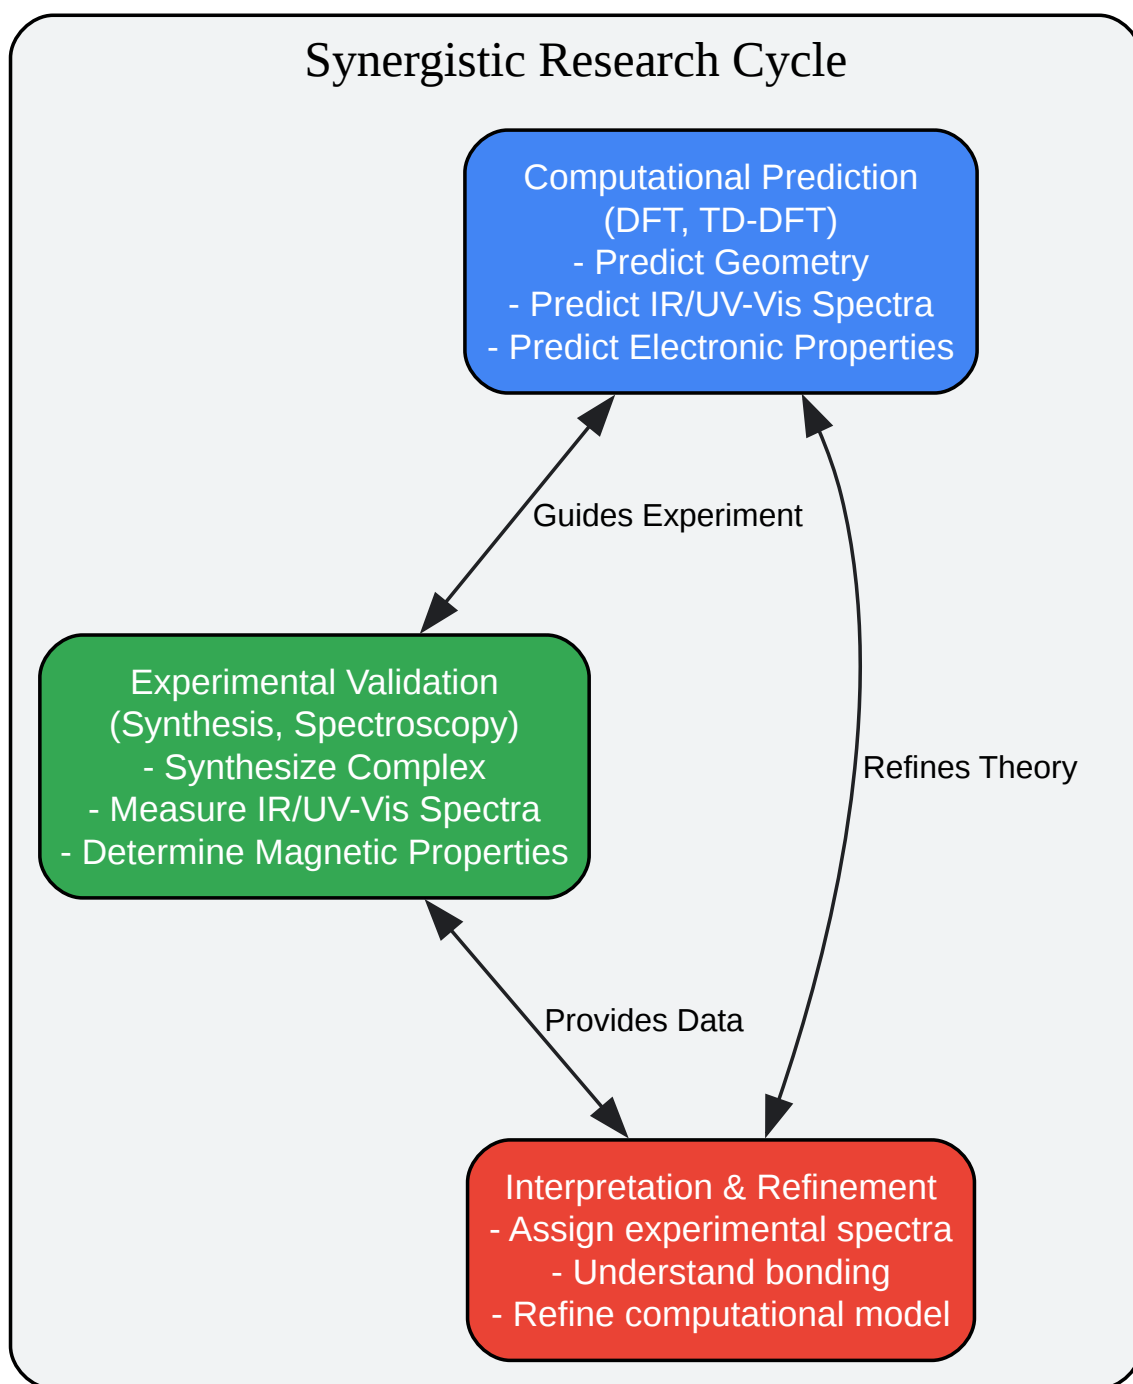 Synergistic Research Cycle
Computational Prediction
(DFT, TD-DFT)
- Predict Geometry
- Predict IR/UV-Vis Spectra
- Predict Electronic Properties
Guides Experiment
Experimental Validation
(Synthesis, Spectroscopy)
- Synthesize Complex
- Measure IR/UV-Vis Spectra
- Determine Magnetic Properties
Refines Theory
Provides Data
Interpretation & Refinement
- Assign experimental spectra
- Understand bonding
- Refine computational model